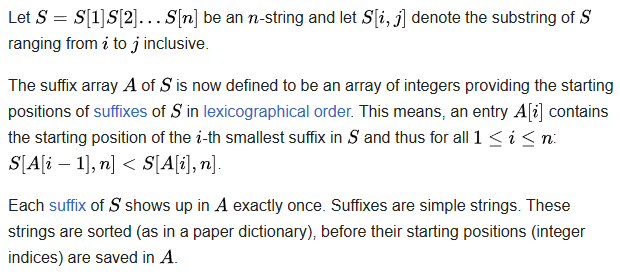 Let S = S[1]S[2]...S[n] be an n-string and let S[i, j] denote the substring of S
ranging from i to j inclusive.
The suffix array A of S is now defined to be an array of integers providing the starting
positions of suffixes of S in lexicographical order. This means, an entry A[i] contains
the starting position of the i-th smallest suffix in S and thus for all 1 ≤ i ≤ n:
S[A[i − 1], n] < S[A[i], n].
Each suffix of S shows up in A exactly once. Suffixes are simple strings. These
strings are sorted (as in a paper dictionary), before their starting positions (integer
indices) are saved in A.